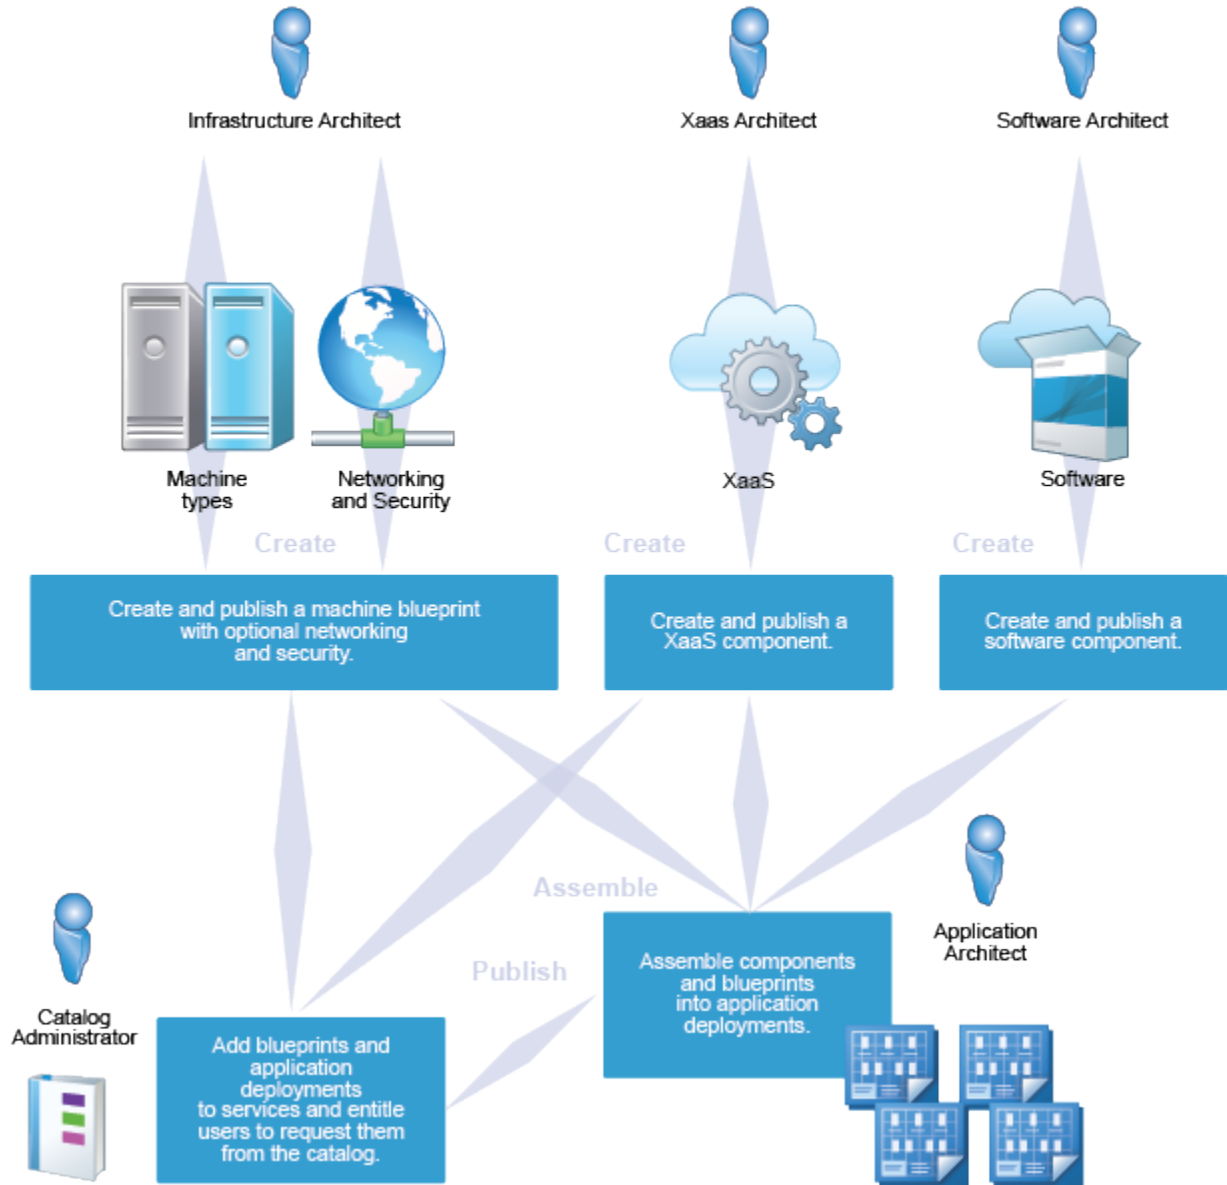 Infrastructure Architect
Xaas Architect
Software Architect
Machine
types
Networking
and Security
XaaS
Software
Create
Create
Create
Create and publish a machine blueprint
with optional networking
and security.
Create and publish a
XaaS component.
Create and publish a
software component.
Assemble
Application
Architect
Publish
Assemble components
and blueprints
into application
deployments.
Catalog
Administrator
Add blueprints and
application
deployments
to services and entitle
users to request them
from the catalog.